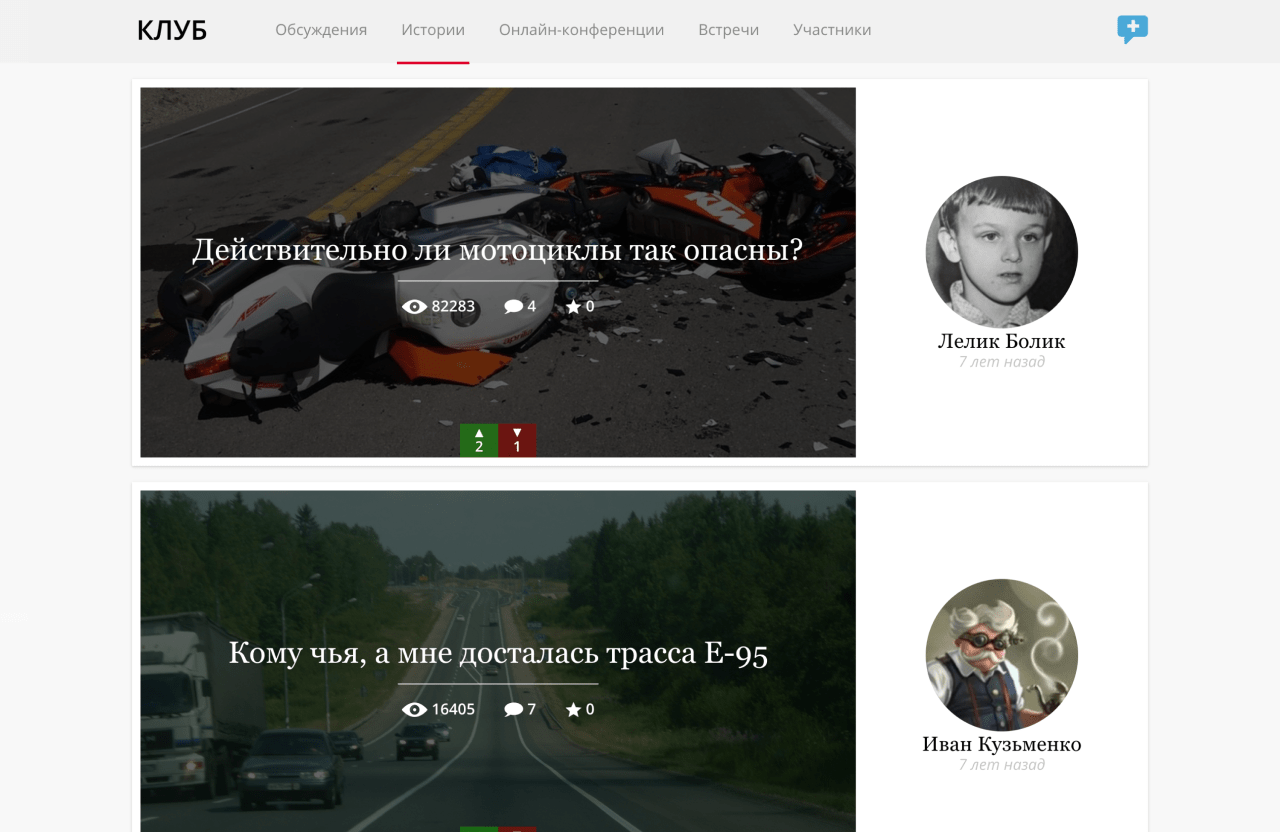 КЛУБ
Обсуждения
Истории
Онлайн-конференции
Встречи
Участники
KTM
Действительно ли мотоциклы так опасны?
82283
4
0
2
1
Лелик Болик
7 лет назад
Кому чья, а мне досталась трасса Е-95
16405
7
0
Иван Кузьменко
7 лет назад